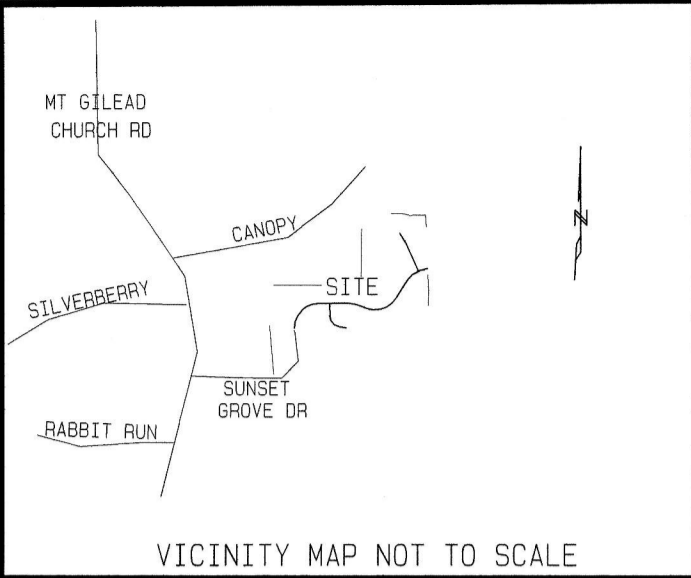 MT GILEAD
CHURCH RD
CANOPY
N
SILVERBERRY
SITE
SUNSET
GROVE DR
RABBIT RUN
VICINITY MAP NOT TO SCALE